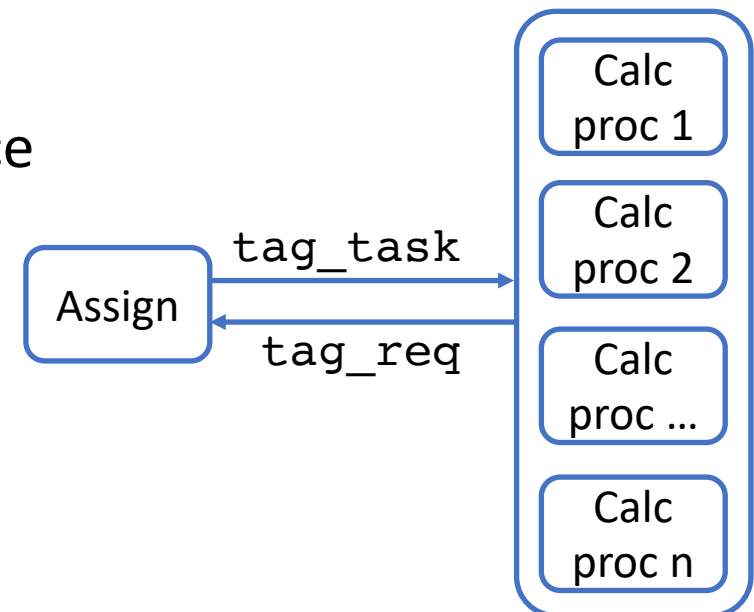 Calc
proc 1
Calc
proc 2
tag_task
Assign
tag_req
Calc
proc ...
Calc
proc n